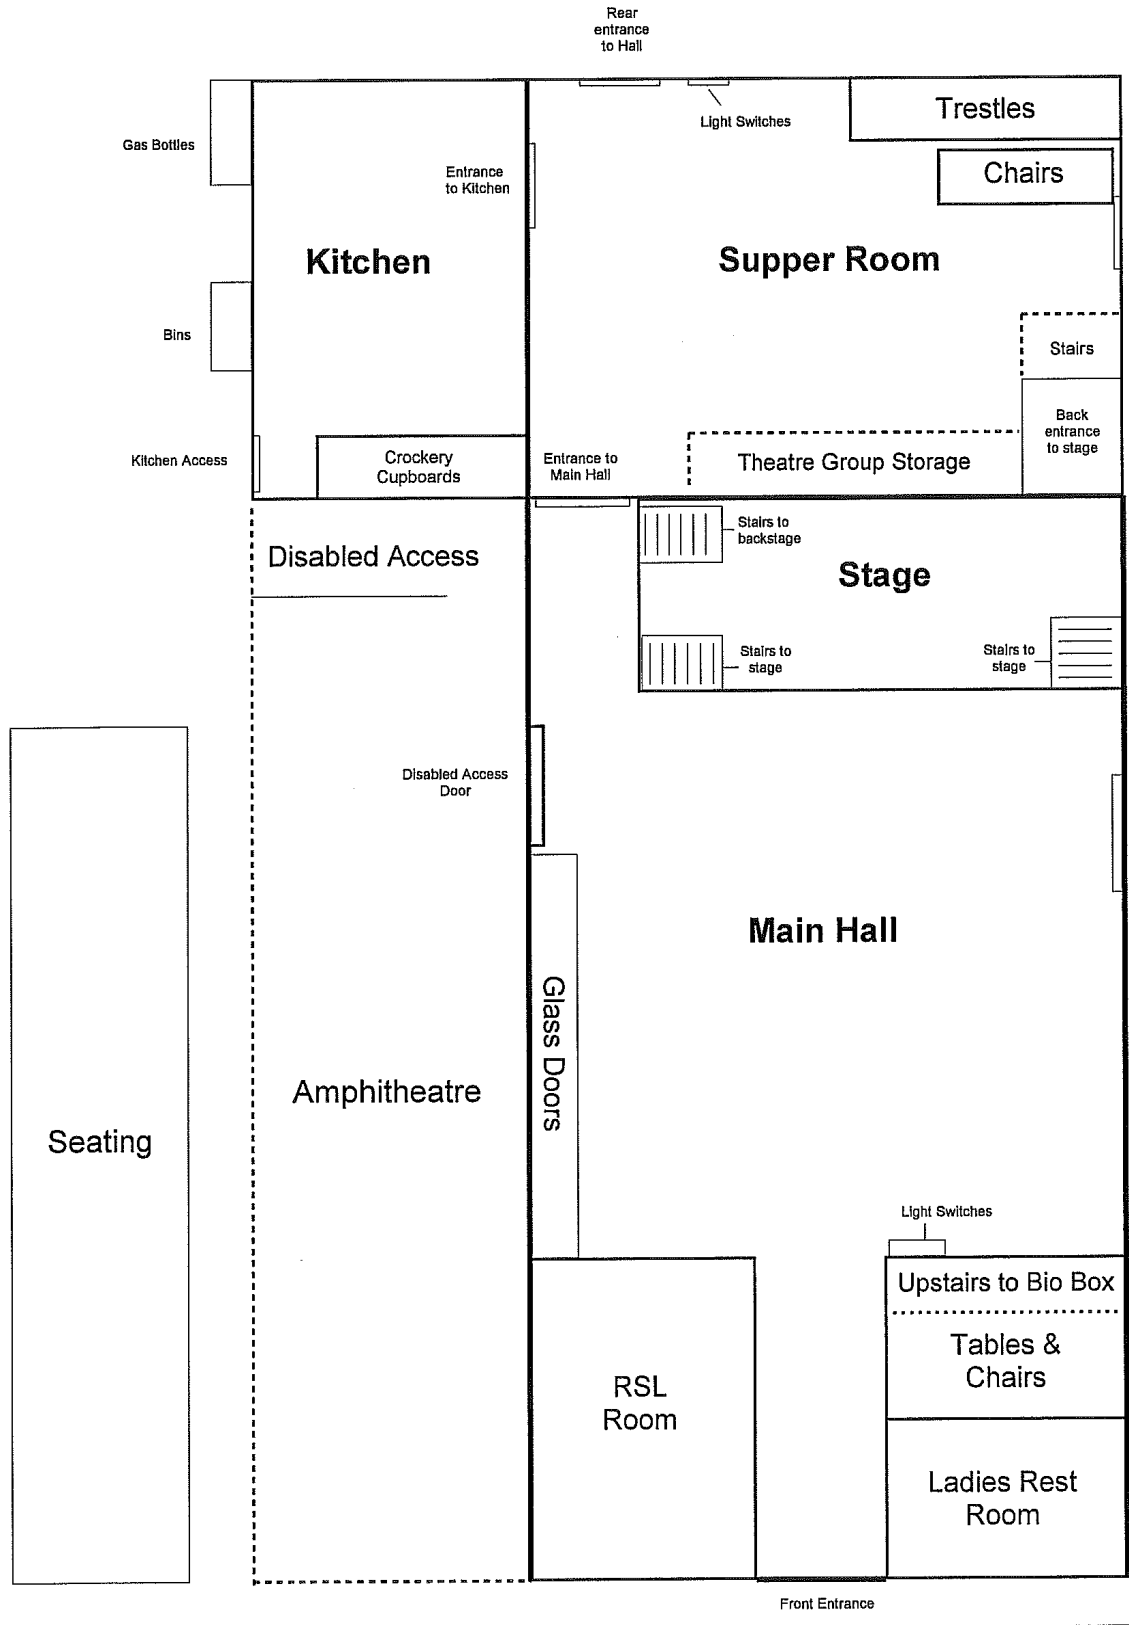 Rear
entrance
to Hall
Light Switches
Trestles
Gas Bottles
Entrance
to Kitchen
Chairs
Kitchen
Supper Room
Bins
Stairs
Back
entrance
to stage
Kitchen Access
Crockery
Cupboards
Entrance to
Main Hall
Theatre Group Storage
Disabled Access
Stairs to
backstage
Stage
Stairs to
stage
Stairs to
stage
Disabled Access
Door
Main Hall
Glass Doors
Amphitheatre
Seating
Light Switches
Upstairs to Bio Box
Tables &
Chairs
RSL
Room
Ladies Rest
Room
Front Entrance